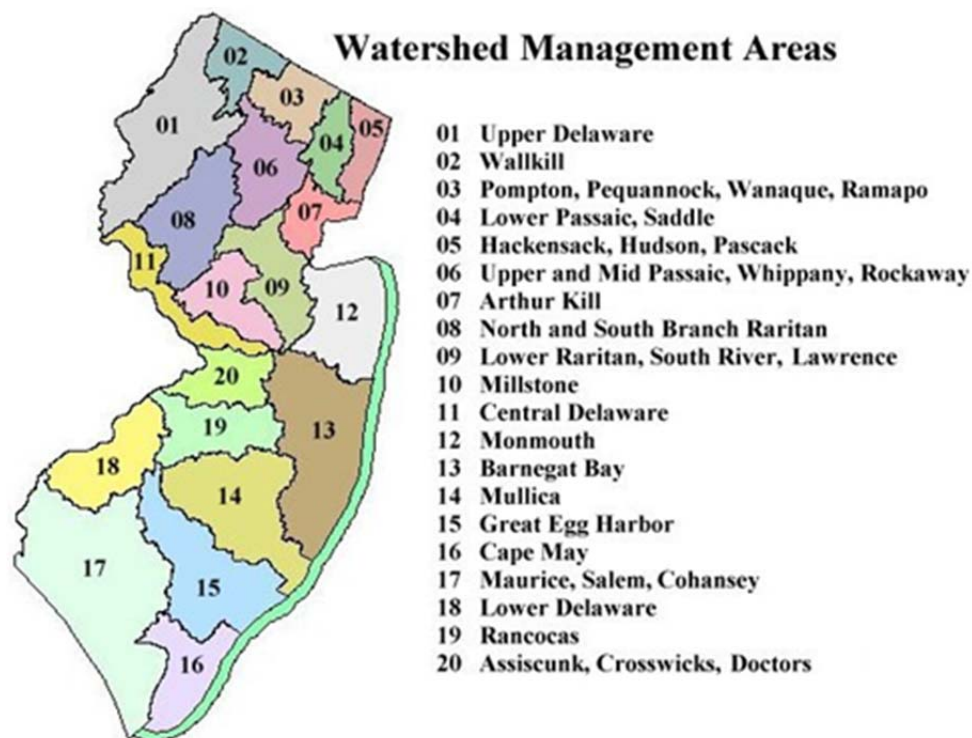 Watershed Management Areas
01 Upper Delaware
02 Wallkill
03 Pompton, Pequannock, Wanaque, Ramapo
04 Lower Passaic, Saddle
05 Hackensack, Hudson, Pascack
06 Upper and Mid Passaic, Whippany, Rockaway
07 Arthur Kill
08 North and South Branch Raritan
09 Lower Raritan, South River, Lawrence
10 Millstone
11 Central Delaware
12 Monmouth
13 Barnegat Bay
14 Mullica
15 Great Egg Harbor
16 Cape May
17 Maurice, Salem, Cohansey
18 Lower Delaware
19 Rancocas
20 Assiscunk, Crosswicks, Doctors
02
03
05
01
04
06
07
08
11
10
09
12
20
19
13
18
14
17
15
16